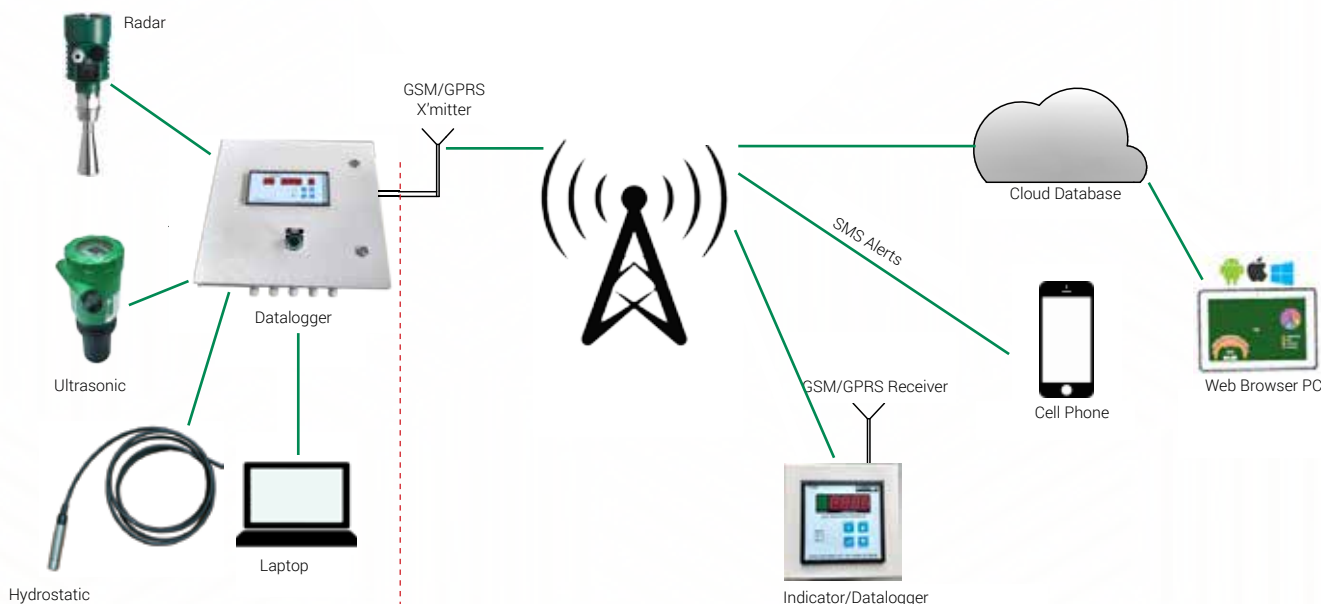 Radar
GSM/GPRS
X'mitter
Cloud Database
SMS Alerts
Datalogger
Ultrasonic
GSM/GPRS Receiver
Web Browser PC
Cell Phone
Laptop
Hydrostatic
Indicator/Datalogger